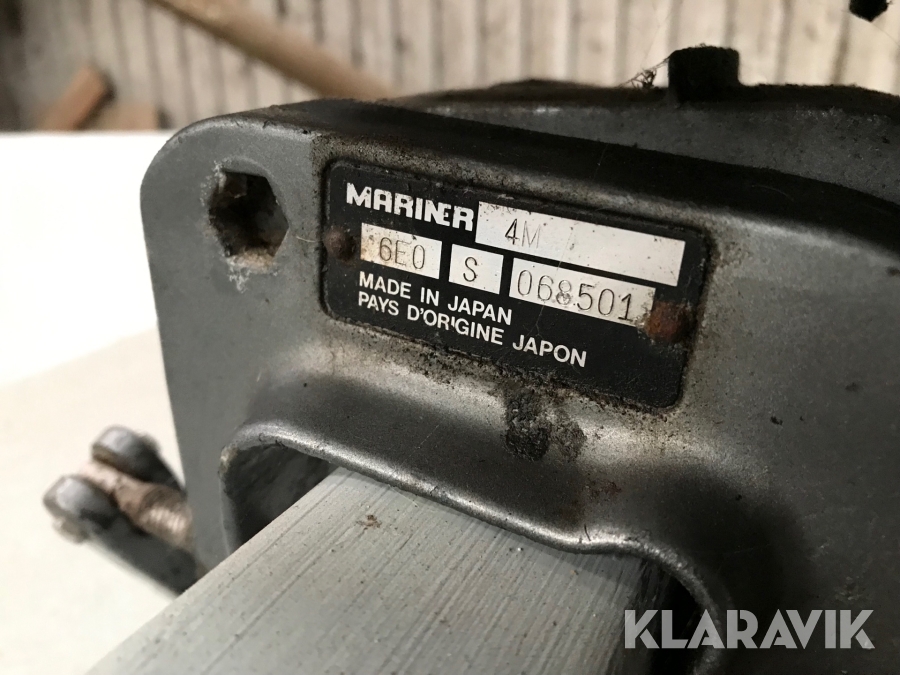 MARINER 4M
6E0 S 068501
MADE IN JAPAN
PAYS D'ORIGINE JAPON
KLARAVIK